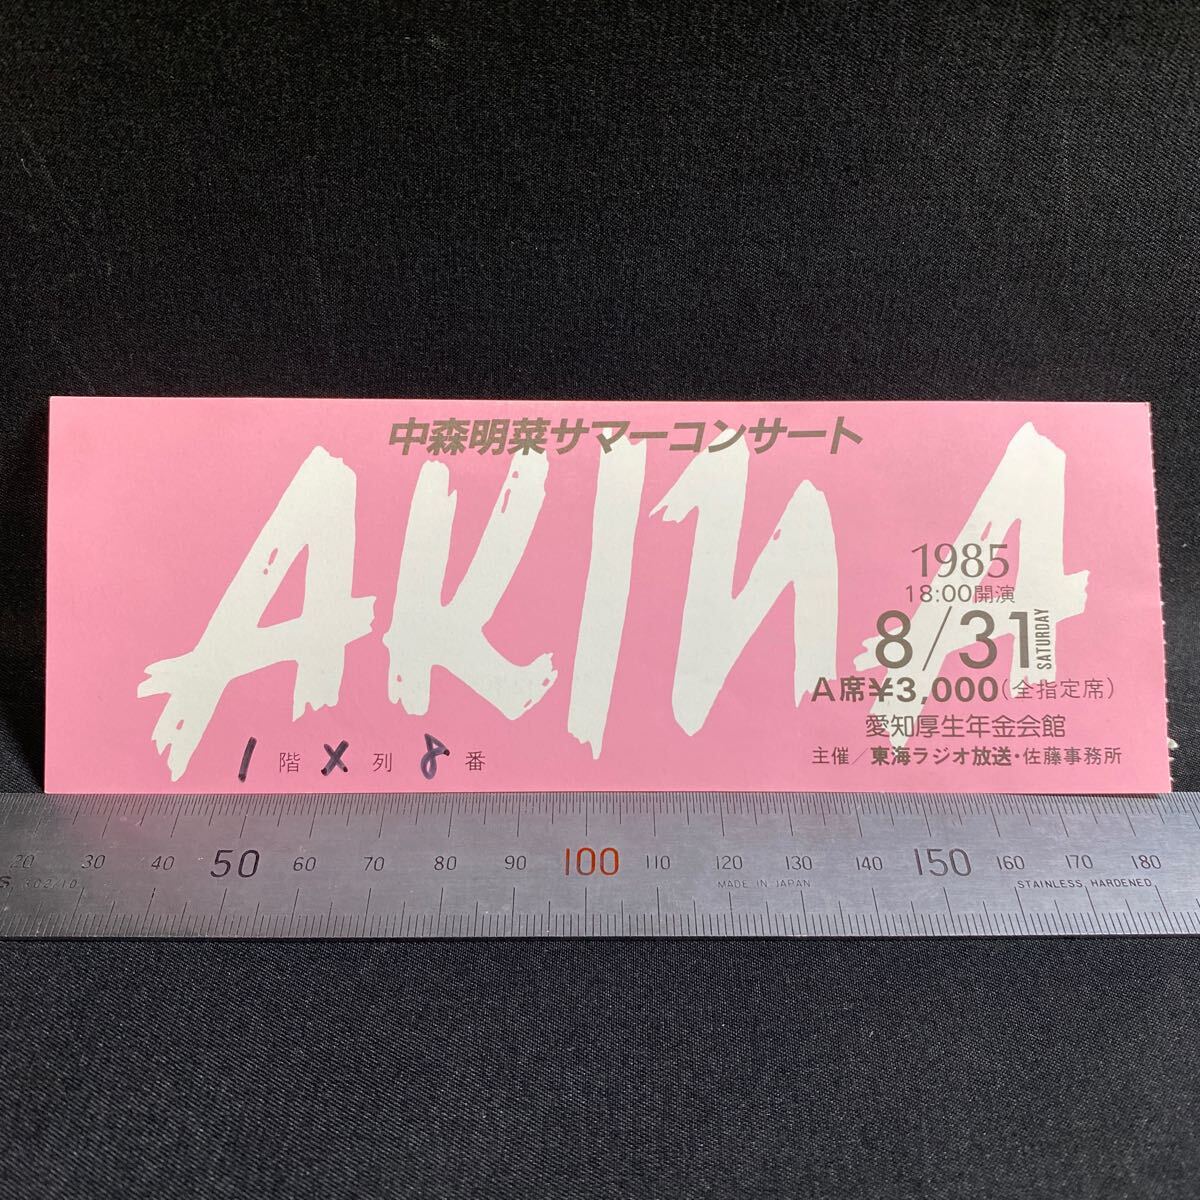 中森明菜サマーコンサート
AKINA
1985
18:00開演
8/31 SATURDAY
A席¥3,000(全指定席)
愛知厚生年金会館
主催/東海ラジオ放送・佐藤事務所
1階 X列 8番
20 30 40 50 60 70 80 90 100 110 120 130 140 150 160 170 180
MADE IN JAPAN
STAINLESS HARDENED